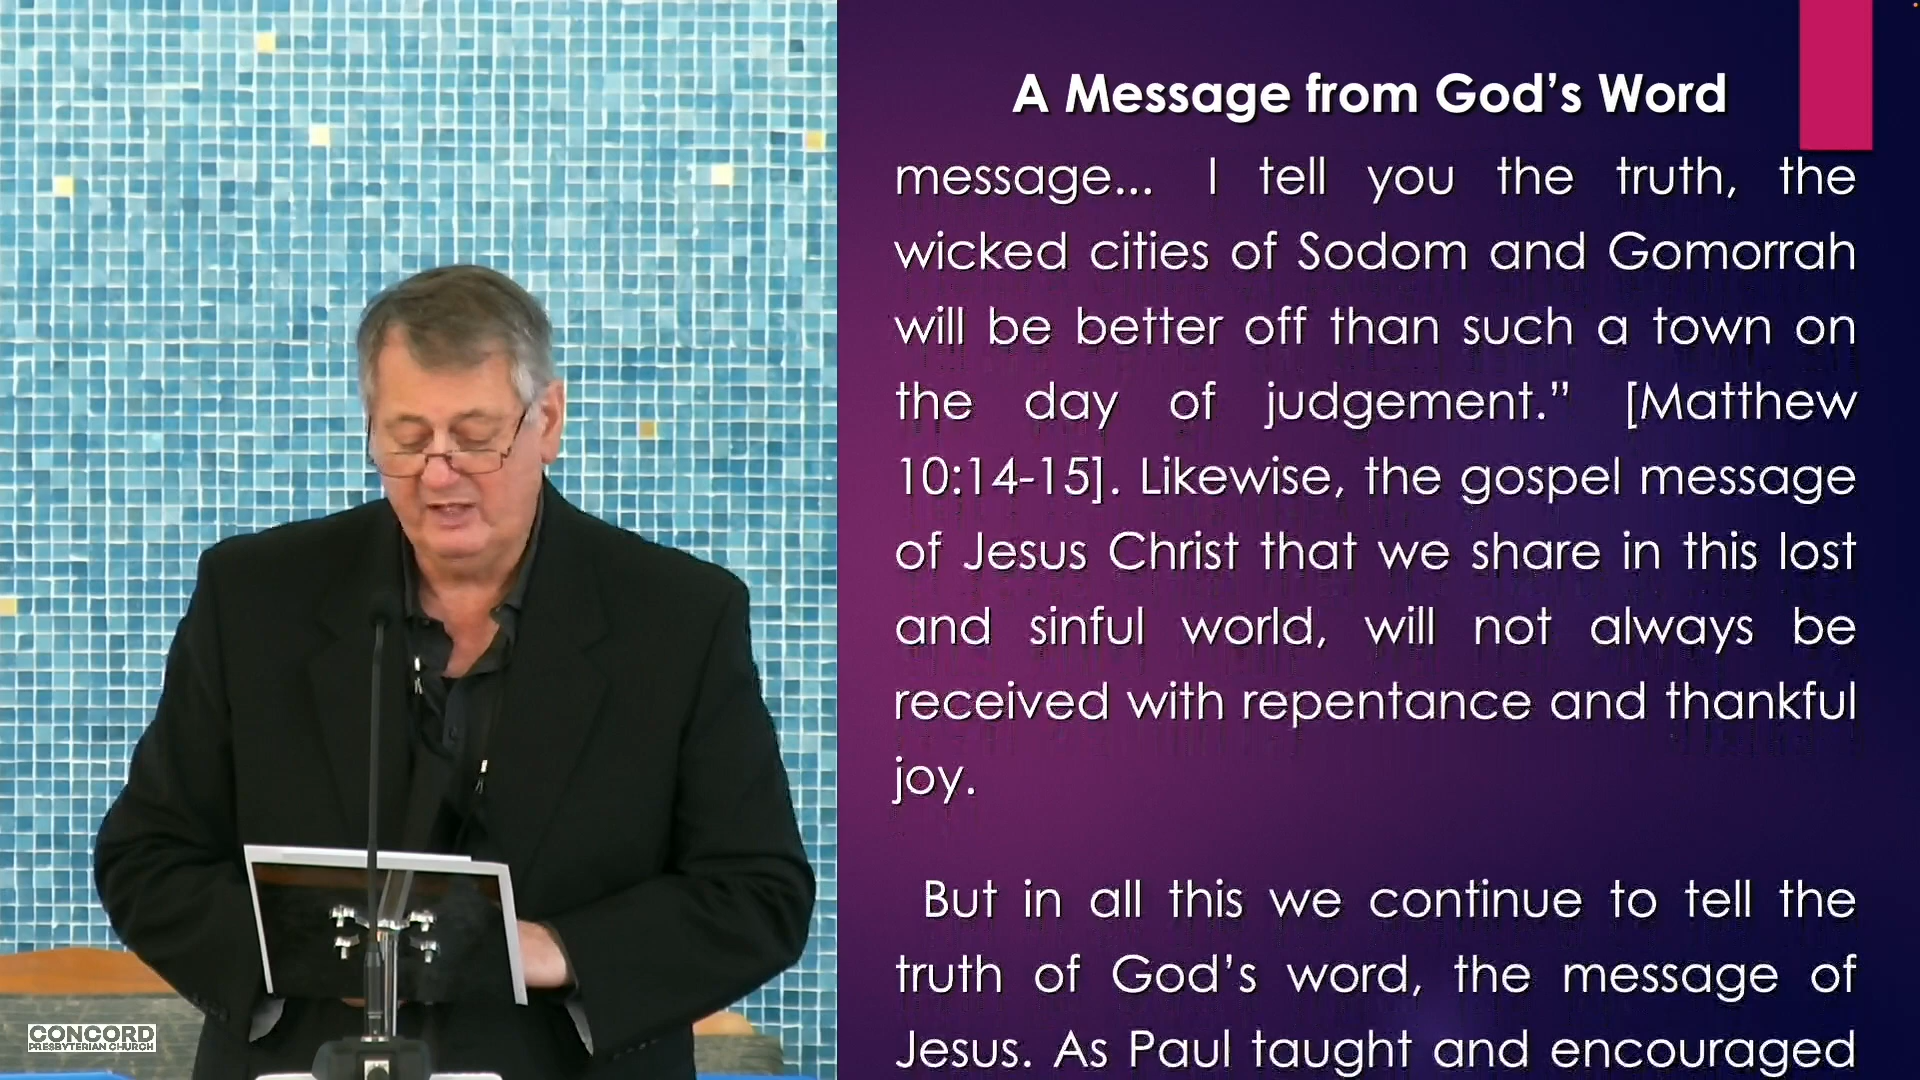 A Message from God’s Word
message... I tell you the truth, the
wicked cities of Sodom and Gomorrah
will be better off than such a town on
the day of judgement.” [Matthew
10:14-15]. Likewise, the gospel message
of Jesus Christ that we share in this lost
and sinful world, will not always be
received with repentance and thankful
joy.
But in all this we continue to tell the
truth of God’s word, the message of
Jesus. As Paul taught and encouraged
CONCORD
PRESBYTERIAN CHURCH